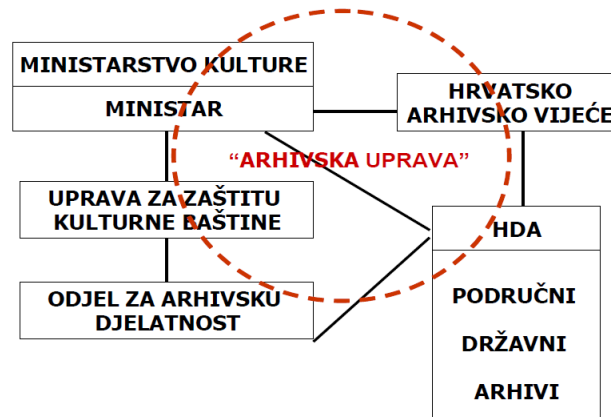 MINISTARSTVO KULTURE
MINISTAR
HRVATSKO
ARHIVSKO VIJEĆE
“ARHIVSKA UPRAVA”
UPRAVA ZA ZAŠTITU
KULTURNE BAŠTINE
HDA
ODJEL ZA ARHIVSKU
DJELATNOST
PODRUČNI
DRŽAVNI
ARHIVI